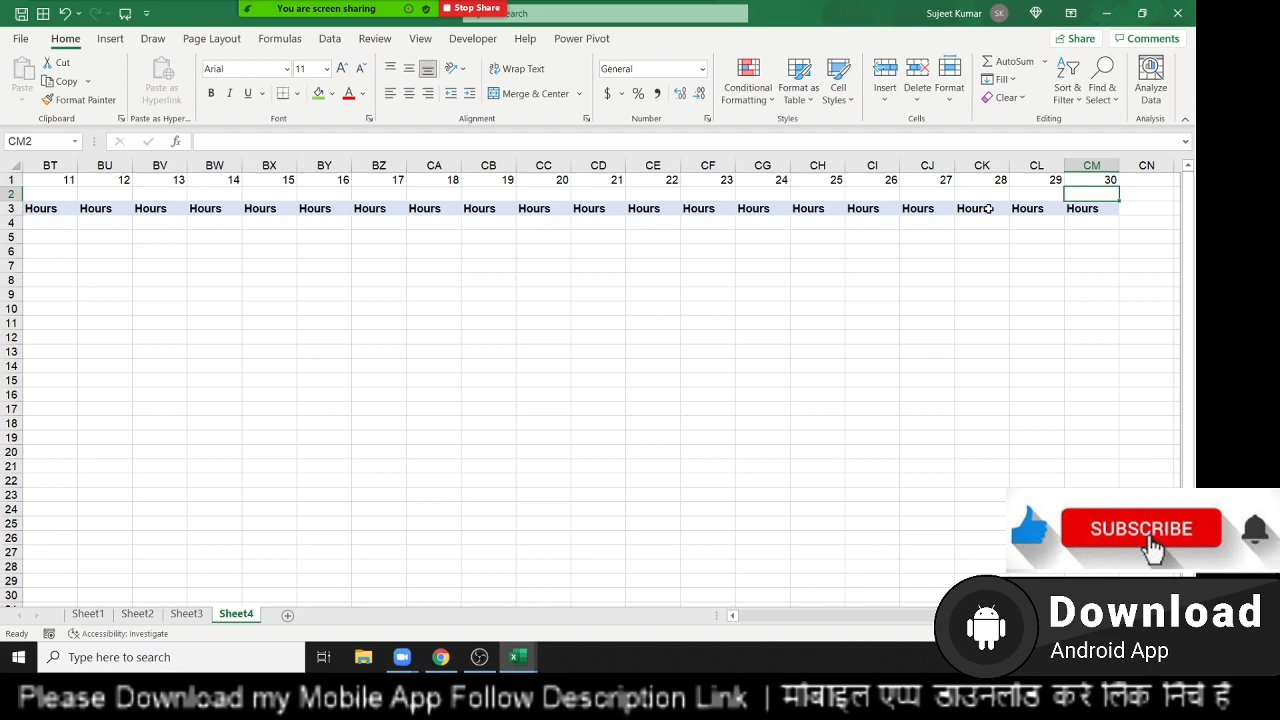 You are screen sharing
Stop Share
Search
Sujeet Kumar SK
File Home Insert Draw Page Layout Formulas Data Review View Developer Help Power Pivot
Share Comments
Paste Cut Copy Format Painter Clipboard
Paste as Hyperlink Paste as Hyper...
Arial 11 B I U A Font
Wrap Text Merge & Center Alignment
General $ % Number
Conditional Formatting Format as Table Cell Styles Styles
Insert Delete Format Cells
AutoSum Fill Clear Sort & Filter Find & Select Editing
Analyze Data Analysis
CM2 fx
BT BU BV BW BX BY BZ CA CB CC CD CE CF CG CH CI CJ CK CL CM CN
1 11 12 13 14 15 16 17 18 19 20 21 22 23 24 25 26 27 28 29 30
2
3 Hours Hours Hours Hours Hours Hours Hours Hours Hours Hours Hours Hours Hours Hours Hours Hours Hours Hours Hours Hours
4
5
6
7
8
9
10
11
12
13
14
15
16
17
18
19
20
21
22
23
24
25
26
27
28
29
30
SUBSCRIBE
Download
Android App
Sheet1 Sheet2 Sheet3 Sheet4
Ready Accessibility: Investigate
Type here to search
Please Download my Mobile App Follow Description Link | मोबाइल एप्प डाउनलोड करे लिंक निचे है